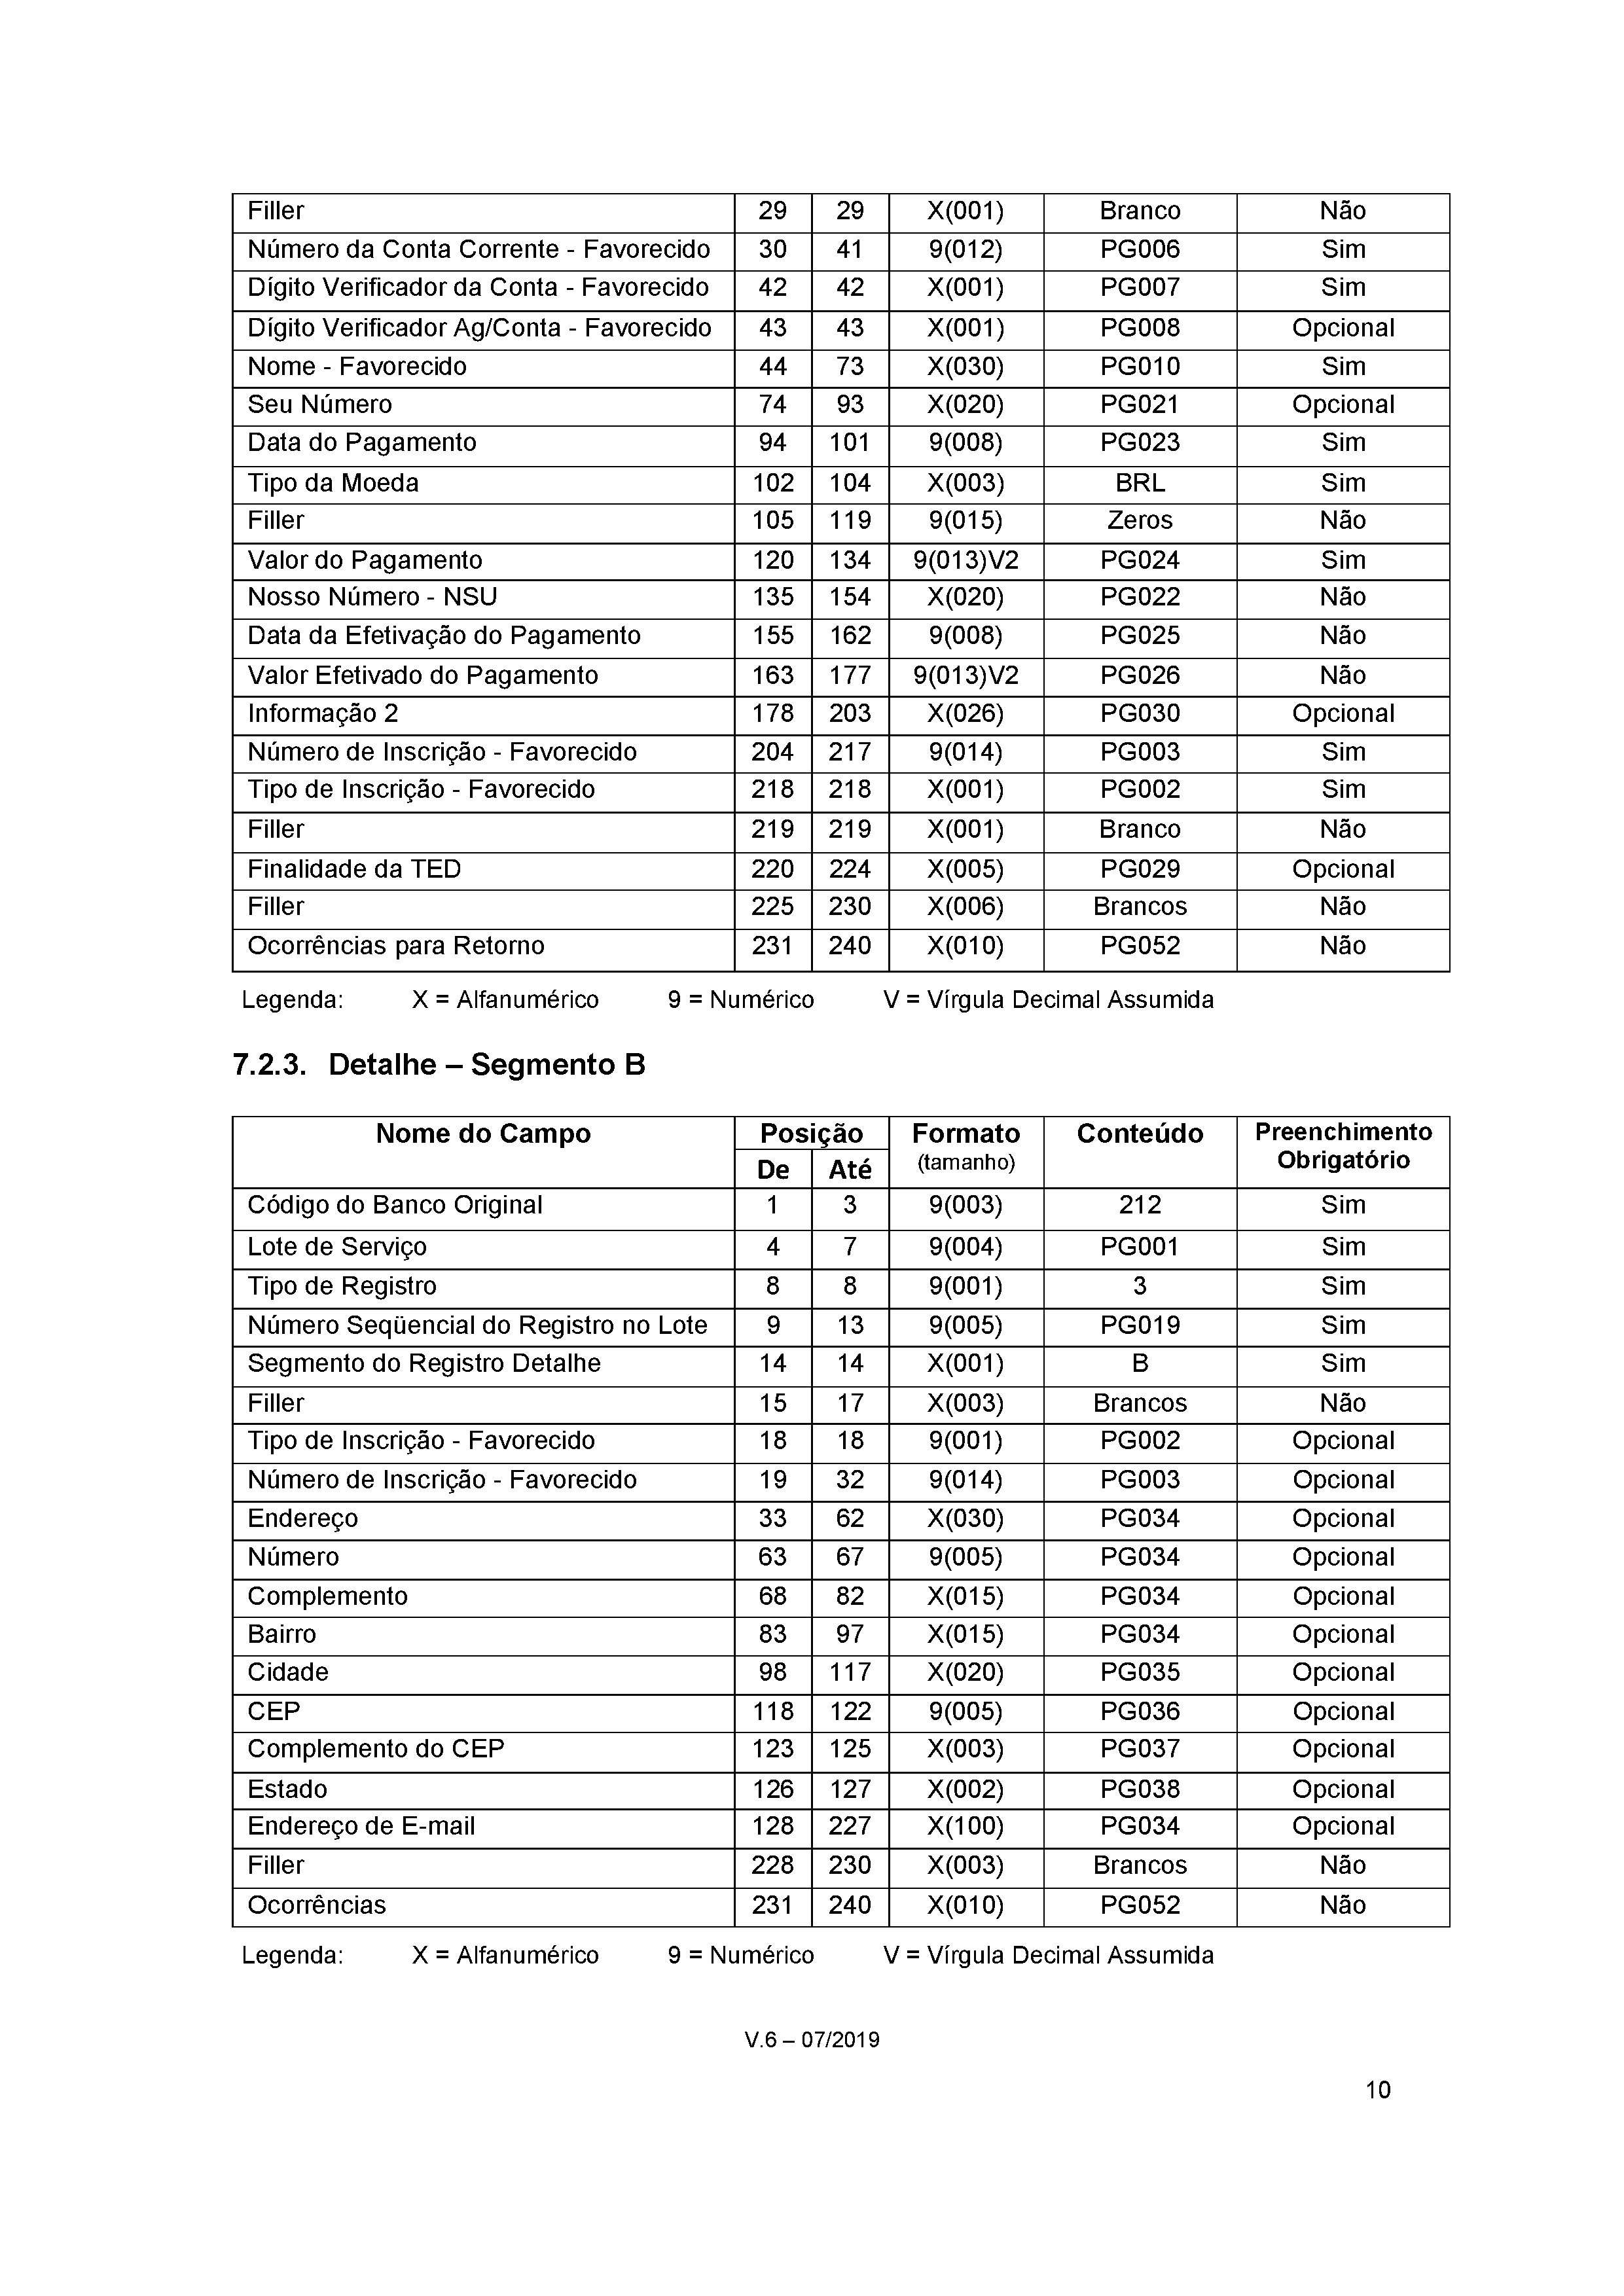 Filler 29 29 X(001) Branco Não
Número da Conta Corrente - Favorecido 30 41 9(012) PG006 Sim
Dígito Verificador da Conta - Favorecido 42 42 X(001) PG007 Sim
Dígito Verificador Ag/Conta - Favorecido 43 43 X(001) PG008 Opcional
Nome - Favorecido 44 73 X(030) PG010 Sim
Seu Número 74 93 X(020) PG021 Opcional
Data do Pagamento 94 101 9(008) PG023 Sim
Tipo da Moeda 102 104 X(003) BRL Sim
Filler 105 119 9(015) Zeros Não
Valor do Pagamento 120 134 9(013)V2 PG024 Sim
Nosso Número - NSU 135 154 X(020) PG022 Não
Data da Efetivação do Pagamento 155 162 9(008) PG025 Não
Valor Efetivado do Pagamento 163 177 9(013)V2 PG026 Não
Informação 2 178 203 X(026) PG030 Opcional
Número de Inscrição - Favorecido 204 217 9(014) PG003 Sim
Tipo de Inscrição - Favorecido 218 218 X(001) PG002 Sim
Filler 219 219 X(001) Branco Não
Finalidade da TED 220 224 X(005) PG029 Opcional
Filler 225 230 X(006) Brancos Não
Ocorrências para Retorno 231 240 X(010) PG052 Não
Legenda: X = Alfanumérico 9 = Numérico V = Vírgula Decimal Assumida
7.2.3. Detalhe – Segmento B
Nome do Campo Posição Formato Conteúdo Preenchimento
De Até (tamanho) Obrigatório
Código do Banco Original 1 3 9(003) 212 Sim
Lote de Serviço 4 7 9(004) PG001 Sim
Tipo de Registro 8 8 9(001) 3 Sim
Número Seqüencial do Registro no Lote 9 13 9(005) PG019 Sim
Segmento do Registro Detalhe 14 14 X(001) B Sim
Filler 15 17 X(003) Brancos Não
Tipo de Inscrição - Favorecido 18 18 9(001) PG002 Opcional
Número de Inscrição - Favorecido 19 32 9(014) PG003 Opcional
Endereço 33 62 X(030) PG034 Opcional
Número 63 67 9(005) PG034 Opcional
Complemento 68 82 X(015) PG034 Opcional
Bairro 83 97 X(015) PG034 Opcional
Cidade 98 117 X(020) PG035 Opcional
CEP 118 122 9(005) PG036 Opcional
Complemento do CEP 123 125 X(003) PG037 Opcional
Estado 126 127 X(002) PG038 Opcional
Endereço de E-mail 128 227 X(100) PG034 Opcional
Filler 228 230 X(003) Brancos Não
Ocorrências 231 240 X(010) PG052 Não
Legenda: X = Alfanumérico 9 = Numérico V = Vírgula Decimal Assumida
V.6 – 07/2019
10